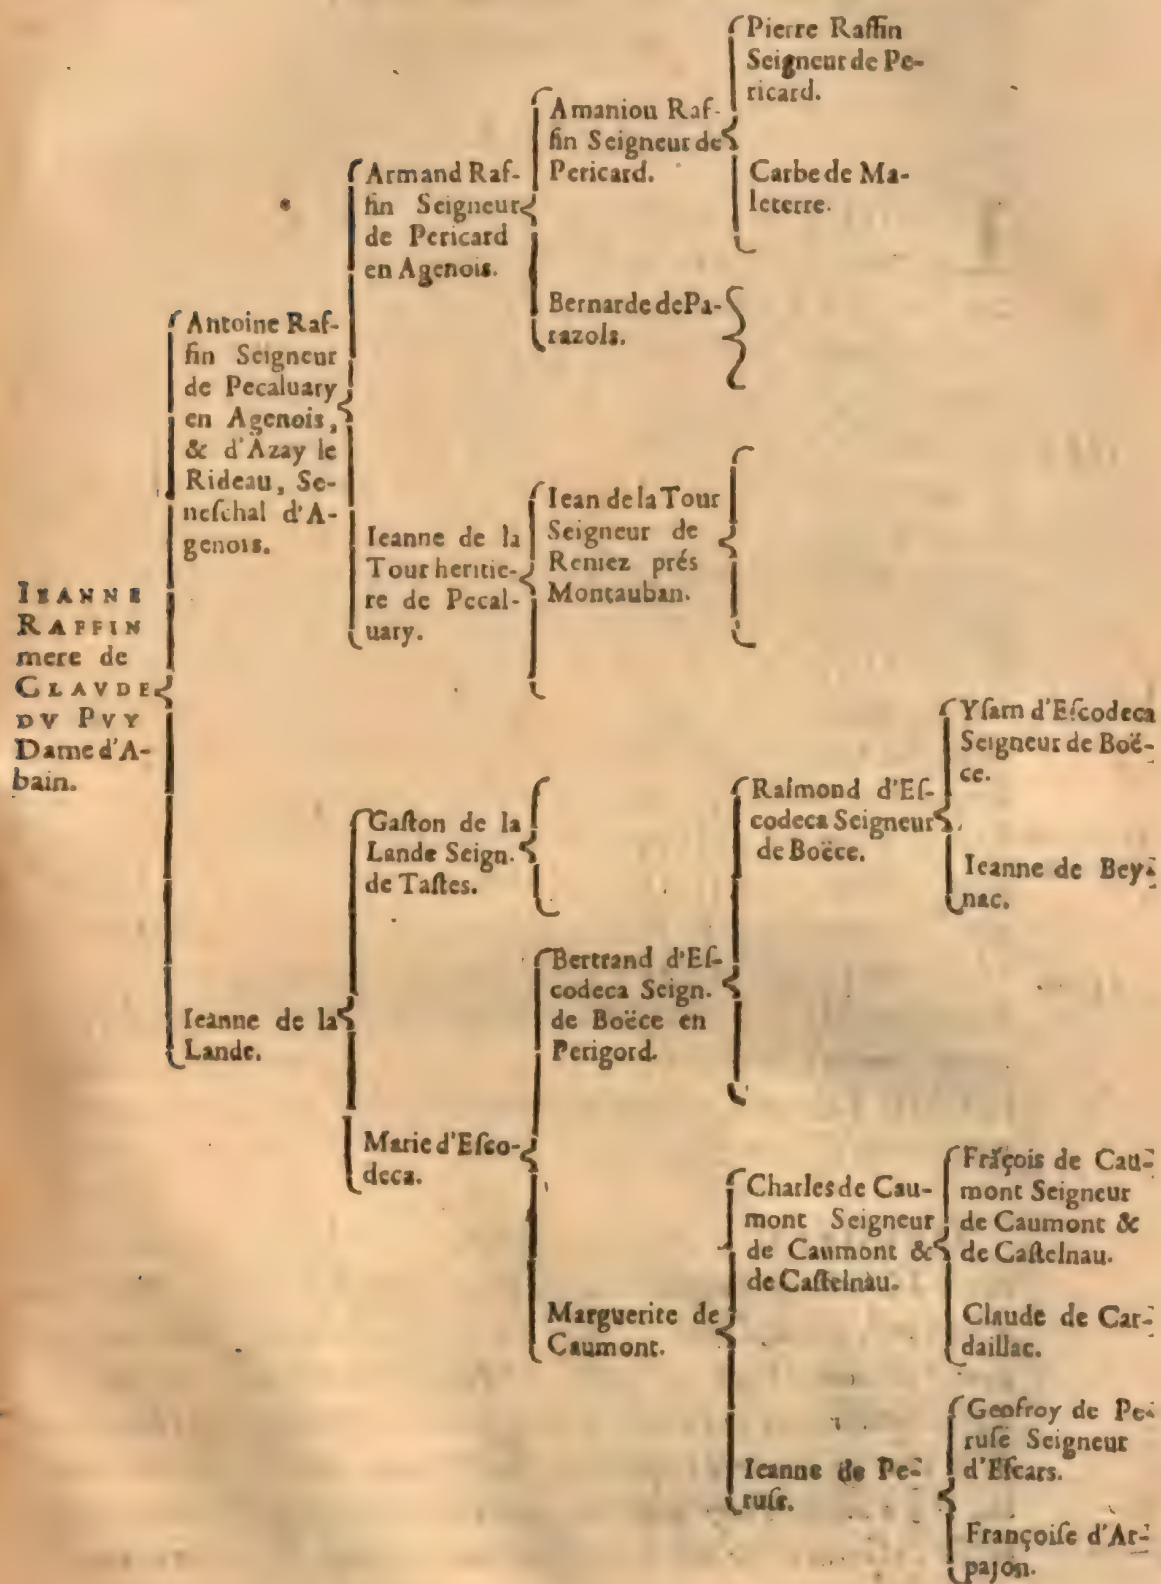 Pierre Raffin
Seigneur de Pe-
ricard.
Amaniou Raf-
fin Seigneur de
Pericard.
Carbe de Ma-
leterre.
Armand Raf-
fin Seigneur
de Pericard
en Agenois.
Bernarde de Pa-
razols.
Antoine Raf-
fin Seigneur
de Pecaluary
en Agenois,
& d'Azay le
Rideau, Se-
neſchal d'A-
genois.
Ieanne de la
Tour heritie-
re de Pecal-
uary.
Iean de la Tour
Seigneur de
Remez prés
Montauban.
IEANNE
RAFFIN
mere de
CLAVDE
DV PVY
Dame d'A-
bain.
Gaſton de la
Lande Seign.
de Taſtes.
Raimond d'Eſ-
codeca Seigneur
de Boëce.
Yſarn d'Eſcodeca
Seigneur de Boë-
ce.
Ieanne de Bey-
nac.
Ieanne de la
Lande.
Bertrand d'Eſ-
codeca Seign.
de Boëce en
Perigord.
Marie d'Eſco-
deca.
Charles de Cau-
mont Seigneur
de Caumont &
de Caſtelnau.
Frãçois de Cau-
mont Seigneur
de Caumont &
de Caſtelnau.
Claude de Car-
daillac.
Marguerite de
Caumont.
Ieanne de Pe-
ruſe.
Geofroy de Pe-
ruſe Seigneur
d'Eſcars.
Françoiſe d'Ar-
pajon.